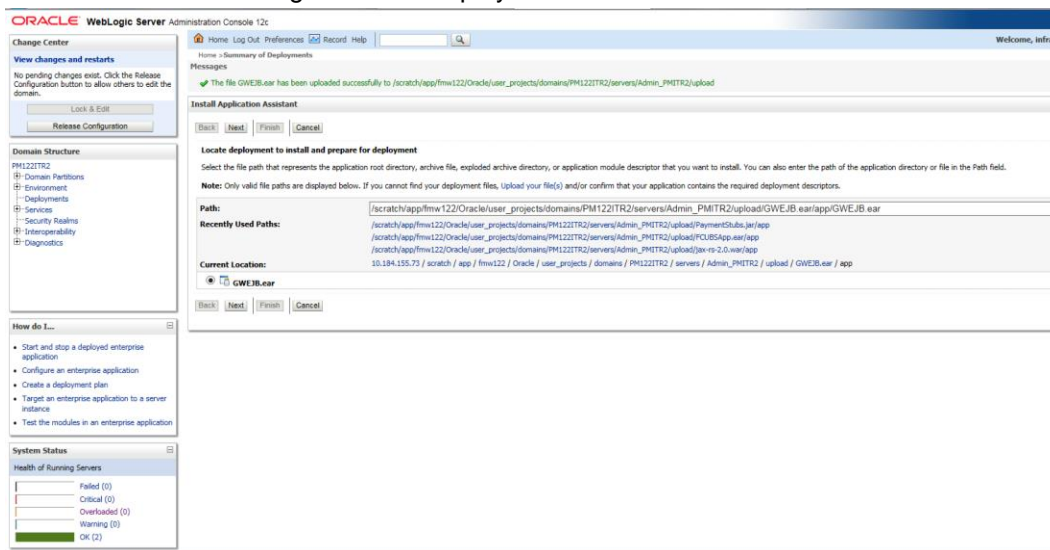 ORACLE WebLogic Server Administration Console 12c
Change Center
View changes and restarts
No pending changes exist. Click the Release
Configuration button to allow others to edit the
domain.
Lock & Edit
Release Configuration
Domain Structure
PM122ITR2
Domain Partitions
Environment
Deployments
Services
Security Realms
Interoperability
Diagnostics
How do I...
Start and stop a deployed enterprise
application
Configure an enterprise application
Create a deployment plan
Target an enterprise application to a server
instance
Test the modules in an enterprise application
System Status
Health of Running Servers
Failed (0)
Critical (0)
Overloaded (0)
Warning (0)
OK (2)
Home Log Out Preferences Record Help
Welcome, infra
Home >Summary of Deployments
Messages
The file GWEJB.ear has been uploaded successfully to /scratch/app/fmw122/Oracle/user_projects/domains/PM122ITR2/servers/Admin_PMITR2/upload
Install Application Assistant
Back Next Finish Cancel
Locate deployment to install and prepare for deployment
Select the file path that represents the application root directory, archive file, exploded archive directory, or application module descriptor that you want to install. You can also enter the path of the application directory or file in the Path field.
Note: Only valid file paths are displayed below. If you cannot find your deployment files, Upload your file(s) and/or confirm that your application contains the required deployment descriptors.
Path: /scratch/app/fmw122/Oracle/user_projects/domains/PM122ITR2/servers/Admin_PMITR2/upload/GWEJB.ear/app/GWEJB.ear
Recently Used Paths: /scratch/app/fmw122/Oracle/user_projects/domains/PM122ITR2/servers/Admin_PMITR2/upload/PaymentStubs.jar/app
/scratch/app/fmw122/Oracle/user_projects/domains/PM122ITR2/servers/Admin_PMITR2/upload/FCUBSApp.ear/app
/scratch/app/fmw122/Oracle/user_projects/domains/PM122ITR2/servers/Admin_PMITR2/upload/jax-rs-2.0.war/app
Current Location: 10.184.155.73 / scratch / app / fmw122 / Oracle / user_projects / domains / PM122ITR2 / servers / Admin_PMITR2 / upload / GWEJB.ear / app
GWEJB.ear
Back Next Finish Cancel